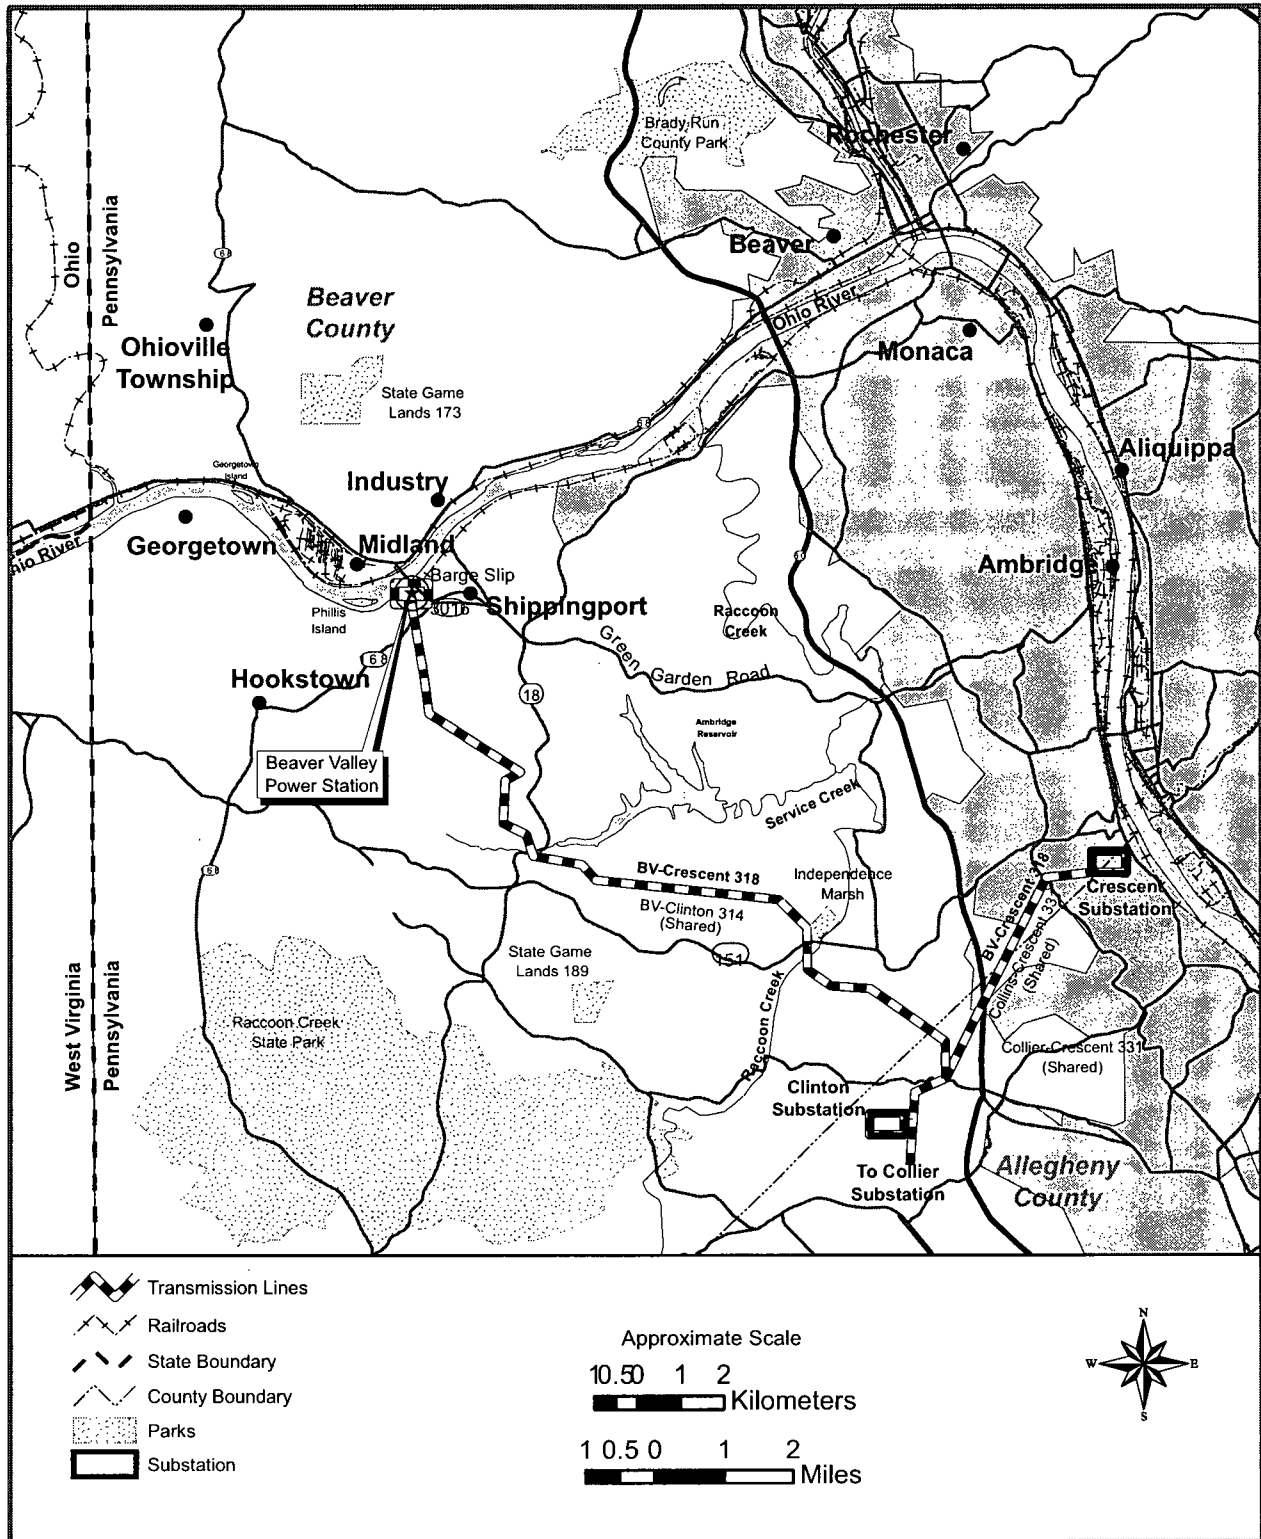 Brady Run
County Park
Rochester
Ohio
Pennsylvania
Beaver
Ohio River
Beaver
County
68
Ohioville
Township
Monaca
State Game
Lands 173
68
Aliquippa
Georgetown
Island
Industry
Georgetown
Midland
Ohio River
Ambridge
Barge Slip
3016
Shippingport
Phillis
Island
Raccoon
Creek
60
Green Garden Road
168
Hookstown
18
Ambridge
Reservoir
Beaver Valley
Power Station
Service Creek
BV-Crescent 318
BV-Clinton 314
(Shared)
Independence
Marsh
BV-Crescent 318
Crescent
Substation
168
State Game
Lands 189
151
Collins-Crescent 33
(Shared)
Raccoon Creek
West Virginia
Pennsylvania
Raccoon Creek
State Park
Collier-Crescent 331
(Shared)
Clinton
Substation
To Collier
Substation
Allegheny
County
Transmission Lines
Railroads
State Boundary
County Boundary
Parks
Substation
Approximate Scale
1 0.5 0 1 2
Kilometers
1 0.5 0 1 2
Miles
N
W
E
S